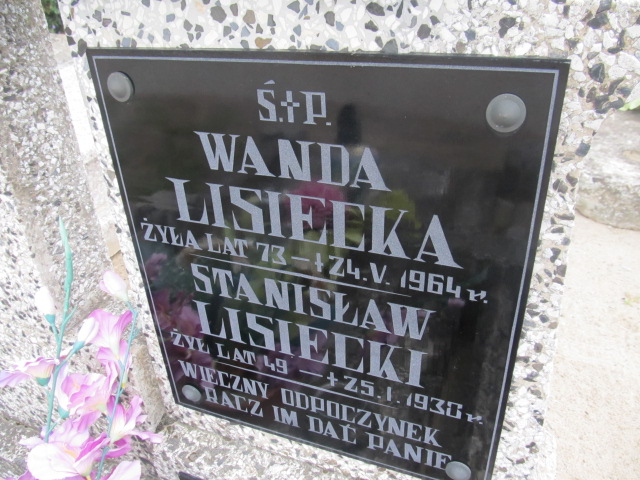 Ś.†P.
WANDA
LISIECKA
ŻYŁA LAT 73 — †24.V. 1964 r.
STANISŁAW
LISIECKI
ŻYŁ LAT 49 — †25.I. 1930 r.
WIECZNY ODPOCZYNEK
RACZ IM DAĆ PANIE